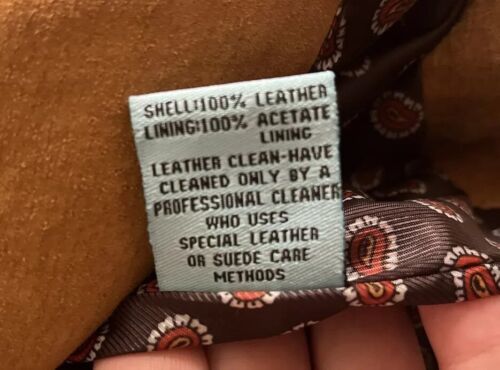 SHELL:100% LEATHER
LINING:100% ACETATE
LINING
LEATHER CLEAN-HAVE
CLEANED ONLY BY A
PROFESSIONAL CLEANER
WHO USES
SPECIAL LEATHER
OR SUEDE CARE
METHODS